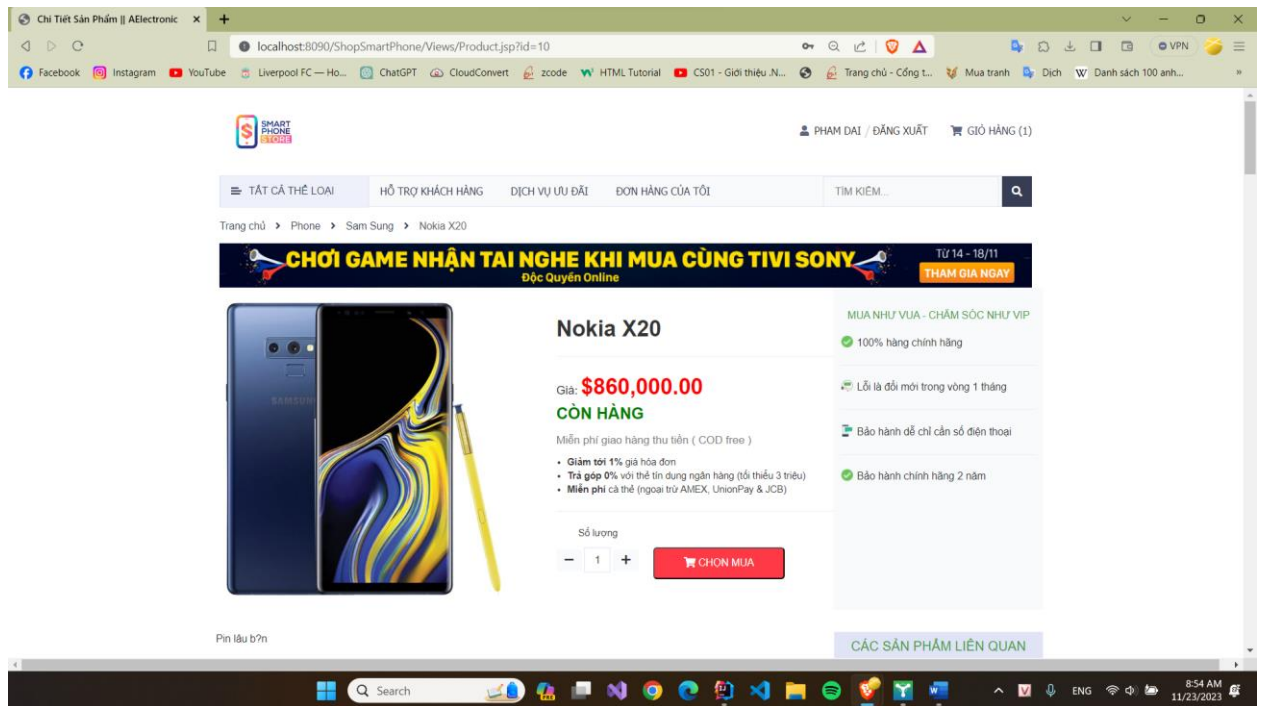 Chi Tiết Sản Phẩm || AElectronic
localhost:8090/ShopSmartPhone/Views/Product.jsp?id=10
VPN
Facebook Instagram YouTube Liverpool FC — Ho... ChatGPT CloudConvert zcode HTML Tutorial CS01 - Giới thiệu .N... Trang chủ - Cổng t... Mua tranh Dịch Danh sách 100 anh... »
SMART
PHONE
STORE
PHAM DAI / ĐĂNG XUẤT GIỎ HÀNG (1)
TẤT CẢ THỂ LOẠI HỖ TRỢ KHÁCH HÀNG DỊCH VỤ ƯU ĐÃI ĐƠN HÀNG CỦA TÔI TÌM KIẾM...
Trang chủ > Phone > Sam Sung > Nokia X20
CHƠI GAME NHẬN TAI NGHE KHI MUA CÙNG TIVI SONY
Độc Quyền Online
Từ 14 - 18/11
THAM GIA NGAY
SAMSUNG
Nokia X20
Giá: $860,000.00
CÒN HÀNG
Miễn phí giao hàng thu tiền ( COD free )
• Giảm tới 1% giá hóa đơn
• Trả góp 0% với thẻ tín dụng ngân hàng (tối thiểu 3 triệu)
• Miễn phí cà thẻ (ngoại trừ AMEX, UnionPay & JCB)
Số lượng
− 1 + CHỌN MUA
MUA NHƯ VUA - CHĂM SÓC NHƯ VIP
100% hàng chính hãng
Lỗi là đổi mới trong vòng 1 tháng
Bảo hành dễ chỉ cần số điện thoại
Bảo hành chính hãng 2 năm
Pin lâu b?n
CÁC SẢN PHẨM LIÊN QUAN
Search
ENG
8:54 AM
11/23/2023